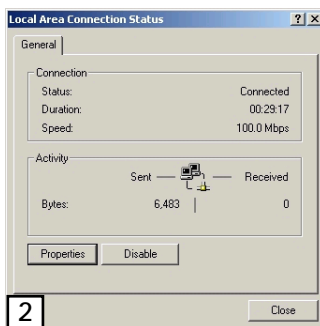 Local Area Connection Status
General
Connection
Status: Connected
Duration: 00:29:17
Speed: 100.0 Mbps
Activity
Sent Received
Bytes: 6,483 0
Properties Disable
2 Close